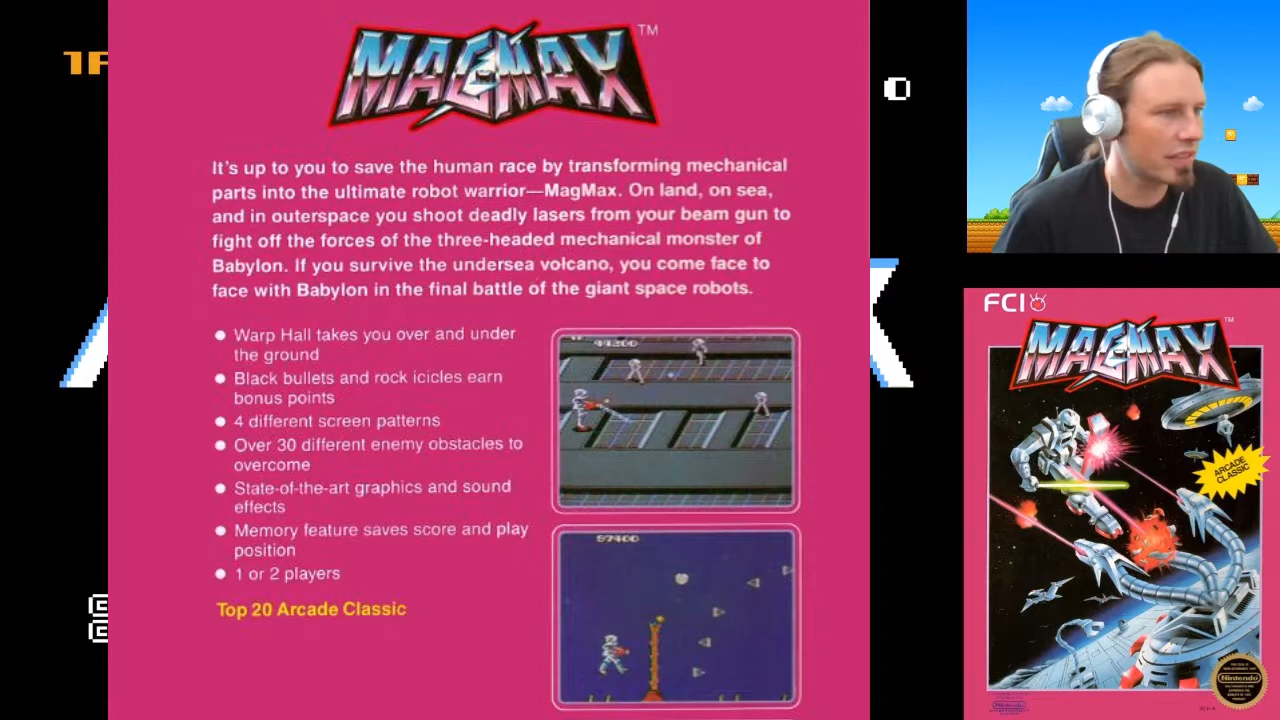 1P
0
MAGMAX™
It's up to you to save the human race by transforming mechanical
parts into the ultimate robot warrior—MagMax. On land, on sea,
and in outerspace you shoot deadly lasers from your beam gun to
fight off the forces of the three-headed mechanical monster of
Babylon. If you survive the undersea volcano, you come face to
face with Babylon in the final battle of the giant space robots.
● Warp Hall takes you over and under
the ground
● Black bullets and rock icicles earn
bonus points
● 4 different screen patterns
● Over 30 different enemy obstacles to
overcome
● State-of-the-art graphics and sound
effects
● Memory feature saves score and play
position
● 1 or 2 players
Top 20 Arcade Classic
44200
57400
FCI
MAGMAX™
ARCADE
CLASSIC
Nintendo
Nintendo